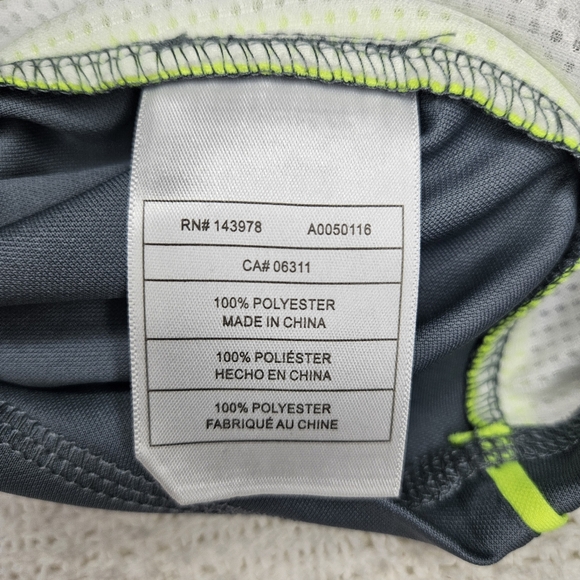 RN# 143978 A0050116
CA# 06311
100% POLYESTER
MADE IN CHINA
100% POLIÉSTER
HECHO EN CHINA
100% POLYESTER
FABRIQUÉ AU CHINE